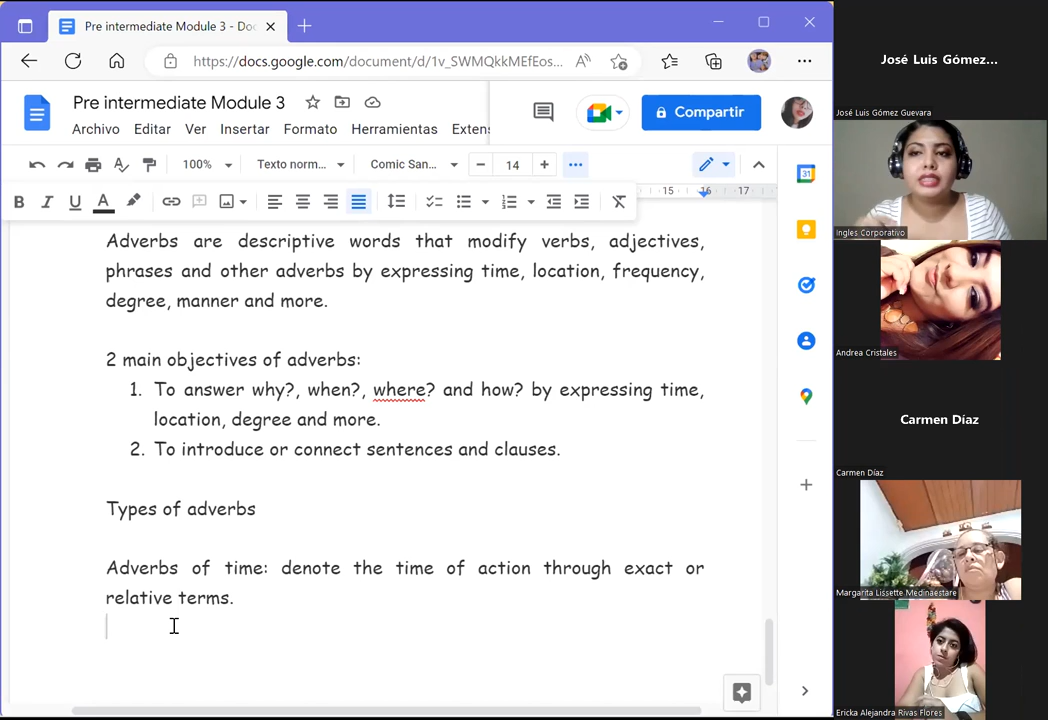 Pre intermediate Module 3 - Doc
https://docs.google.com/document/d/1v_SWMQkkMEfEos...
Pre intermediate Module 3
Compartir
Archivo Editar Ver Insertar Formato Herramientas Extens
100% Texto norm... Comic San... 14
15 16 17
Adverbs are descriptive words that modify verbs, adjectives,
phrases and other adverbs by expressing time, location, frequency,
degree, manner and more.
2 main objectives of adverbs:
1. To answer why?, when?, where? and how? by expressing time,
location, degree and more.
2. To introduce or connect sentences and clauses.
Types of adverbs
Adverbs of time: denote the time of action through exact or
relative terms.
José Luis Gómez...
José Luis Gómez Guevara
Ingles Corporativo
Andrea Cristales
Carmen Díaz
Carmen Díaz
Margarita Lissette Medinaestare
Ericka Alejandra Rivas Flores